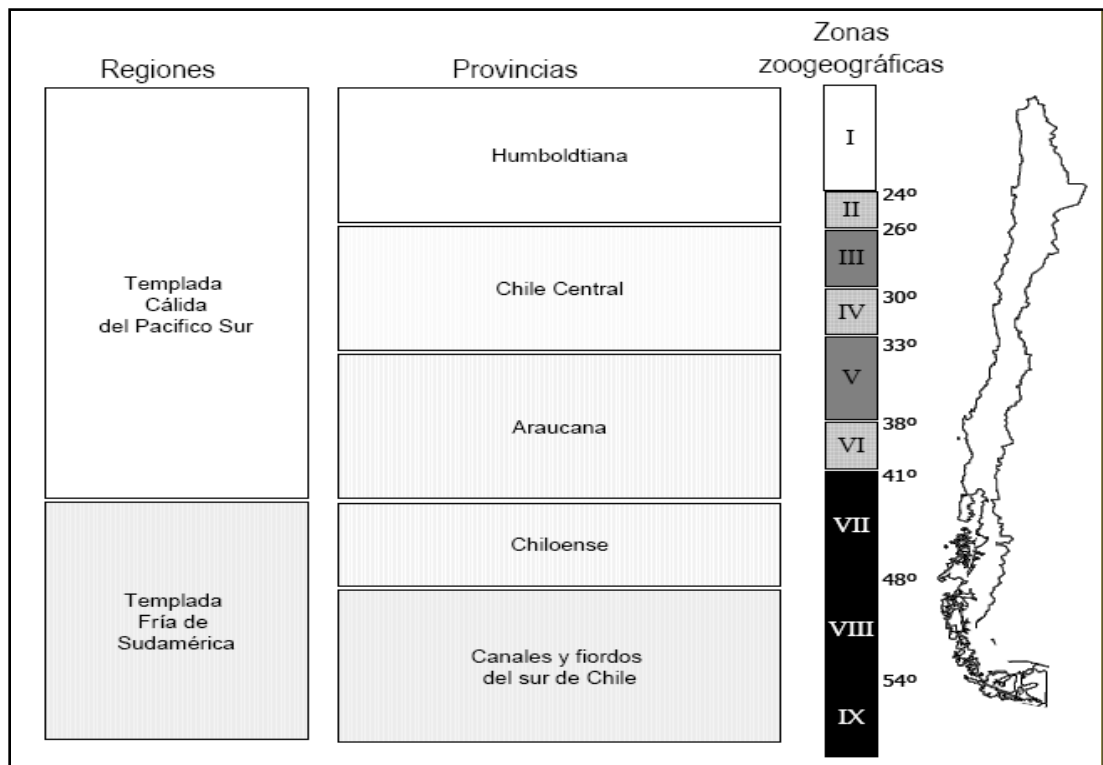 Regiones
Provincias
Zonas
zoogeográficas
Templada
Cálida
del Pacifico Sur
Templada
Fría de
Sudamérica
Humboldtiana
Chile Central
Araucana
Chiloense
Canales y fiordos
del sur de Chile
I
24º
II
26º
III
30º
IV
33º
V
38º
VI
41º
VII
48º
VIII
54º
IX